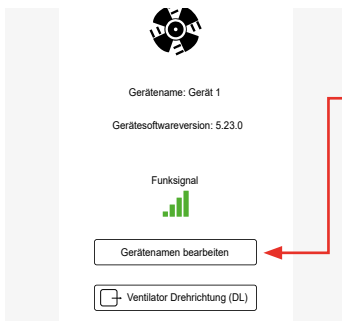 Gerätename: Gerät 1
Gerätesoftwareversion: 5.23.0
Funksignal
Gerätenamen bearbeiten
Ventilator Drehrichtung (DL)